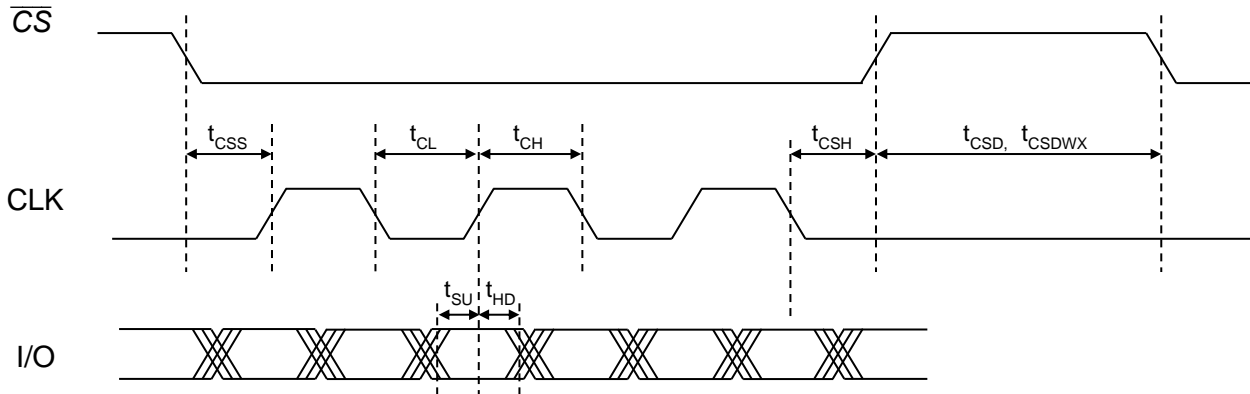 CS
tCSS
tCL
tCH
tCSH
tCSD, tCSDWX
CLK
tSU
tHD
I/O